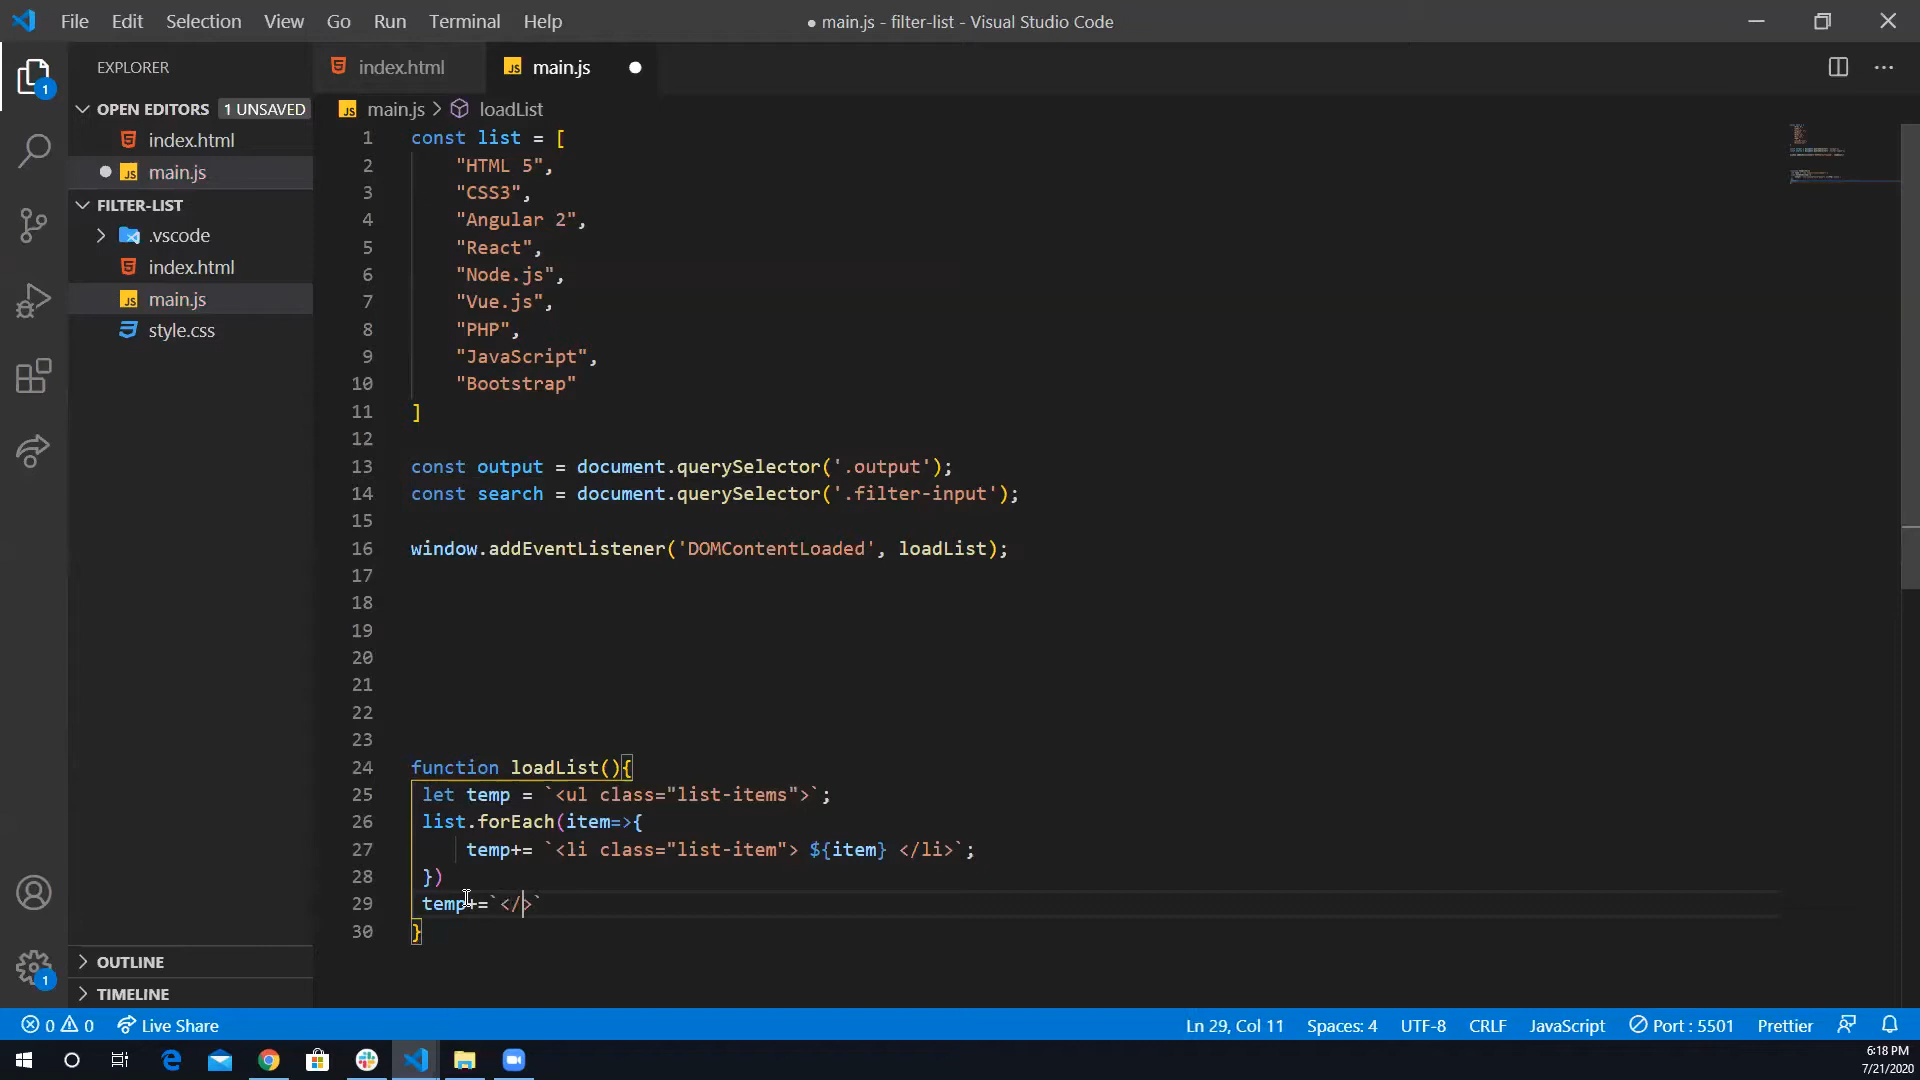 File Edit Selection View Go Run Terminal Help
● main.js - filter-list - Visual Studio Code
EXPLORER
OPEN EDITORS 1 UNSAVED
index.html
JS main.js
FILTER-LIST
.vscode
index.html
JS main.js
style.css
OUTLINE
TIMELINE
1
1
index.html
JS main.js
JS main.js > loadList
1 const list = [
2 "HTML 5",
3 "CSS3",
4 "Angular 2",
5 "React",
6 "Node.js",
7 "Vue.js",
8 "PHP",
9 "JavaScript",
10 "Bootstrap"
11 ]
12
13 const output = document.querySelector('.output');
14 const search = document.querySelector('.filter-input');
15
16 window.addEventListener('DOMContentLoaded', loadList);
17
18
19
20
21
22
23
24 function loadList(){
25 let temp = `<ul class="list-items">`;
26 list.forEach(item=>{
27 temp+= `<li class="list-item"> ${item} </li>`;
28 })
29 temp+=`</>`
30 }
0 0 Live Share
Ln 29, Col 11 Spaces: 4 UTF-8 CRLF JavaScript Port : 5501 Prettier
6:18 PM
7/21/2020